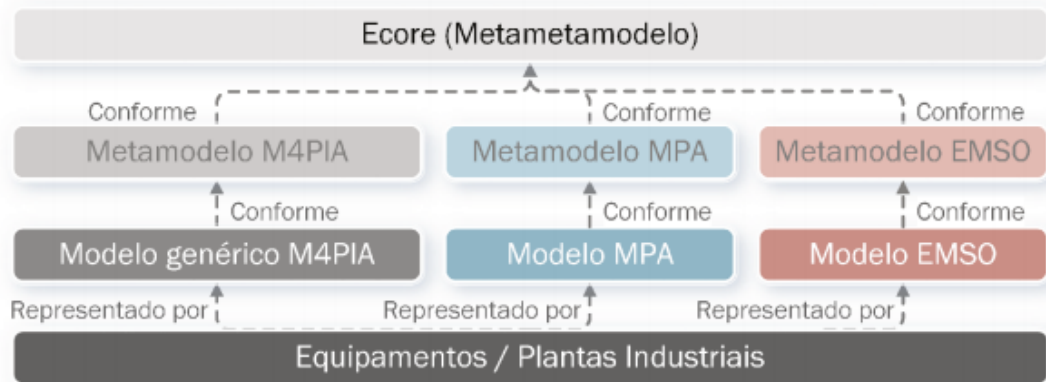 Ecore (Metametamodelo)
Conforme Conforme Conforme
Metamodelo M4PIA Metamodelo MPA Metamodelo EMSO
Conforme Conforme Conforme
Modelo genérico M4PIA Modelo MPA Modelo EMSO
Representado por Representado por Representado por
Equipamentos / Plantas Industriais